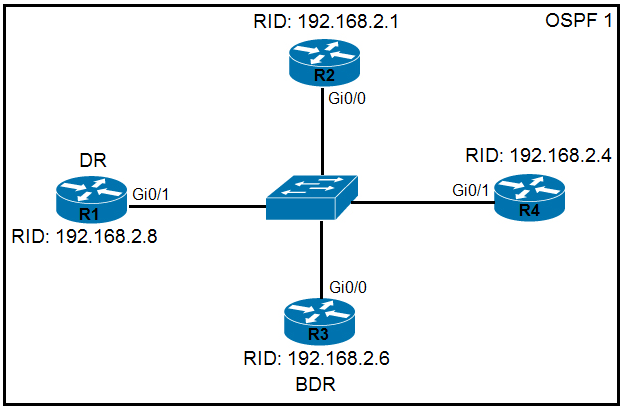 RID: 192.168.2.1
OSPF 1
R2
Gi0/0
DR
RID: 192.168.2.4
Gi0/1
Gi0/1
R1
R4
RID: 192.168.2.8
Gi0/0
R3
RID: 192.168.2.6
BDR